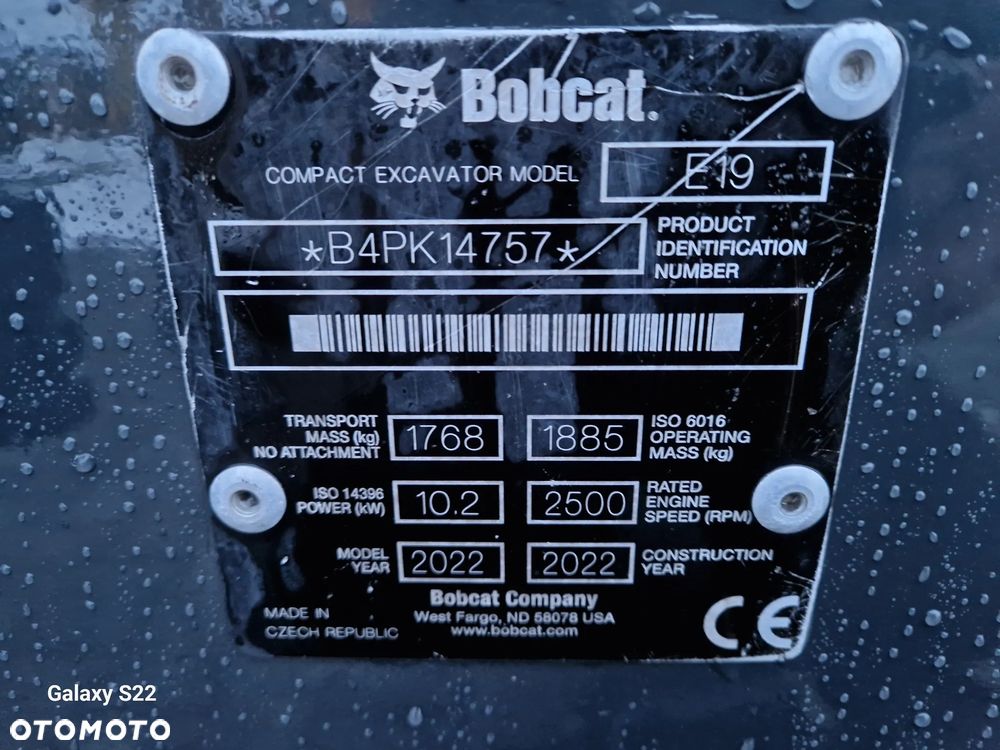 Bobcat.
COMPACT EXCAVATOR MODEL E19
*B4PK14757*
PRODUCT
IDENTIFICATION
NUMBER
TRANSPORT
MASS (kg)
NO ATTACHMENT
1768
1885
ISO 6016
OPERATING
MASS (kg)
ISO 14396
POWER (kW)
10.2
2500
RATED
ENGINE
SPEED (RPM)
MODEL
YEAR
2022
2022
CONSTRUCTION
YEAR
Bobcat Company
West Fargo, ND 58078 USA
www.bobcat.com
MADE IN
CZECH REPUBLIC
CE
Galaxy S22
OTOMOTO